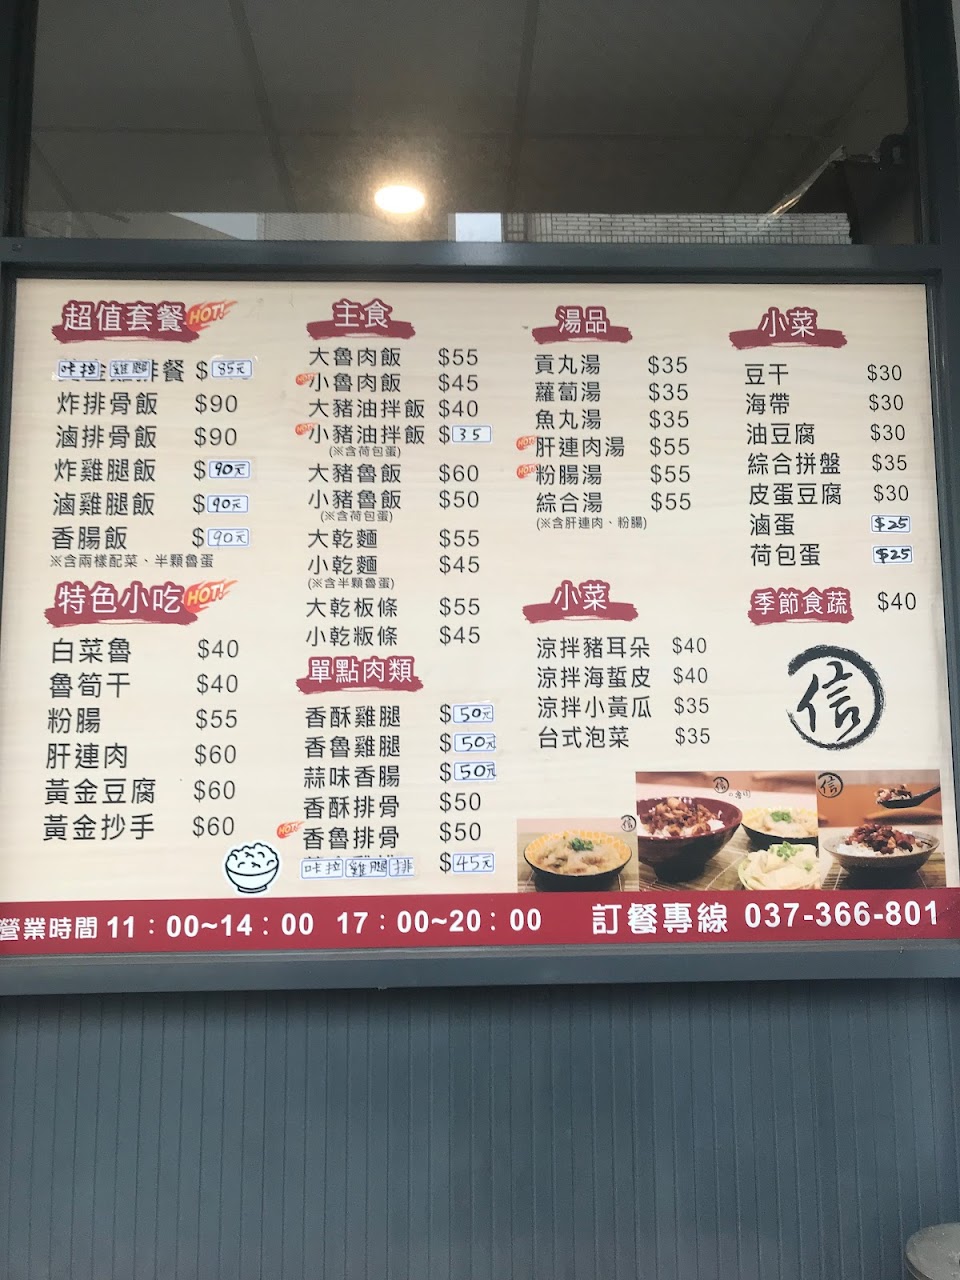 超值套餐 HOT!
咔拉雞腿排餐 $85元
炸排骨飯 $90
滷排骨飯 $90
炸雞腿飯 $90元
滷雞腿飯 $90元
香腸飯 $90元
※含兩樣配菜、半顆魯蛋
特色小吃 HOT!
白菜魯 $40
魯筍干 $40
粉腸 $55
肝連肉 $60
黃金豆腐 $60
黃金抄手 $60
主食
大魯肉飯 $55
HOT! 小魯肉飯 $45
大豬油拌飯 $40
HOT! 小豬油拌飯 $35
(※含荷包蛋)
大豬魯飯 $60
小豬魯飯 $50
(※含荷包蛋)
大乾麵 $55
小乾麵 $45
(※含半顆魯蛋)
大乾板條 $55
小乾粄條 $45
單點肉類
香酥雞腿 $50元
香魯雞腿 $50元
蒜味香腸 $50元
香酥排骨 $50
HOT! 香魯排骨 $50
咔拉雞腿排 $45元
湯品
貢丸湯 $35
蘿蔔湯 $35
魚丸湯 $35
HOT! 肝連肉湯 $55
HOT! 粉腸湯 $55
綜合湯 $55
(※含肝連肉、粉腸)
小菜
涼拌豬耳朵 $40
涼拌海蜇皮 $40
涼拌小黃瓜 $35
台式泡菜 $35
小菜
豆干 $30
海帶 $30
油豆腐 $30
綜合拼盤 $35
皮蛋豆腐 $30
滷蛋 $25
荷包蛋 $25
季節食蔬 $40
信
信
信
信
營業時間 11：00~14：00 17：00~20：00 訂餐專線 037-366-801